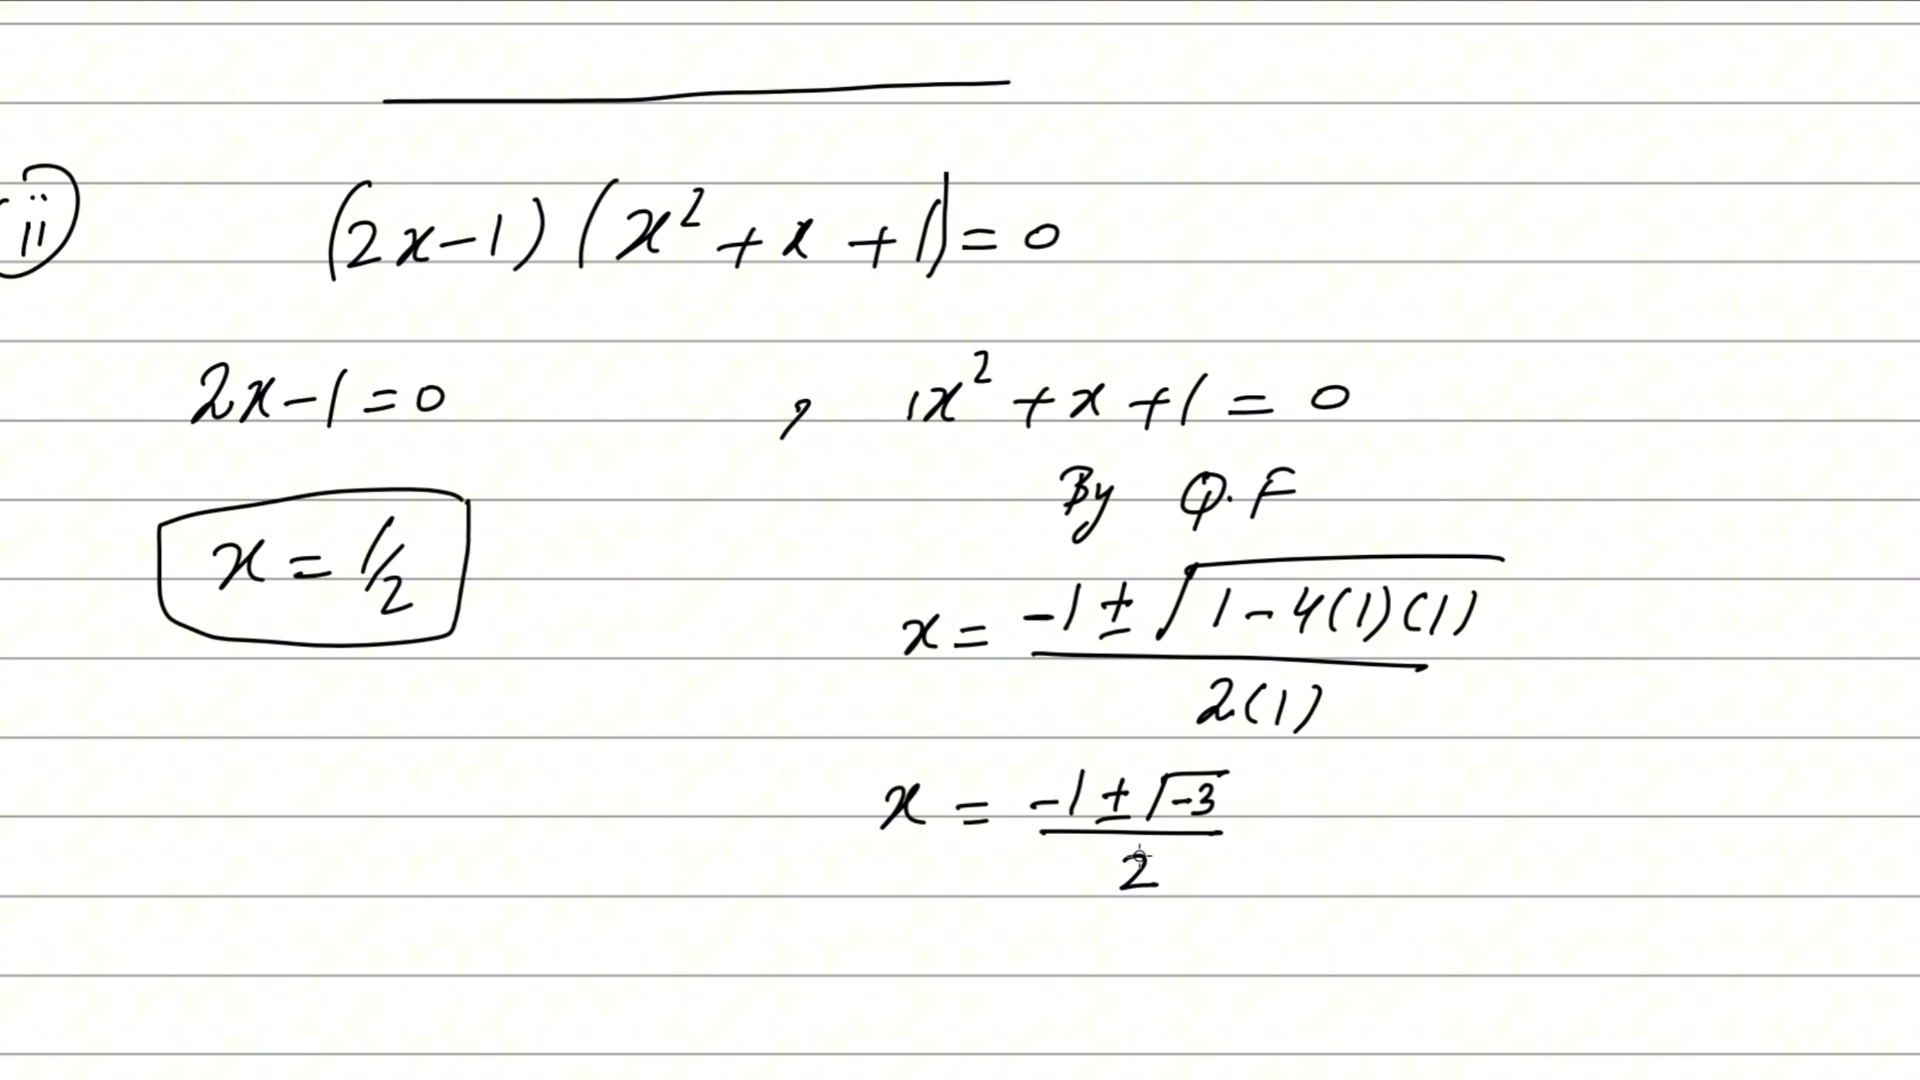 (ii) (2x-1)(x²+x+1)=0
2x-1=0 , 1x²+x+1=0
By Q.F
x=1/2
x= -1±√1-4(1)(1) / 2(1)
x = -1±√-3 / 2